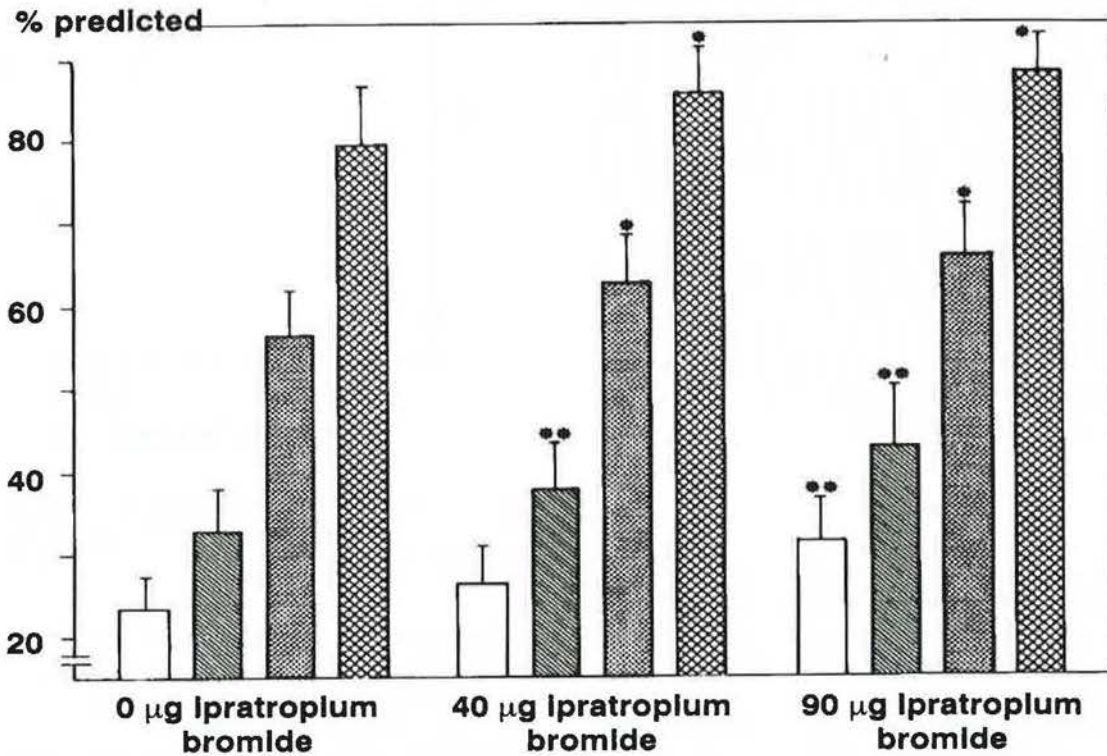 % predicted
80
60
40
20
*
*
*
*
**
**
**
0 μg Ipratropium
bromide
40 μg Ipratropium
bromide
90 μg Ipratropium
bromide